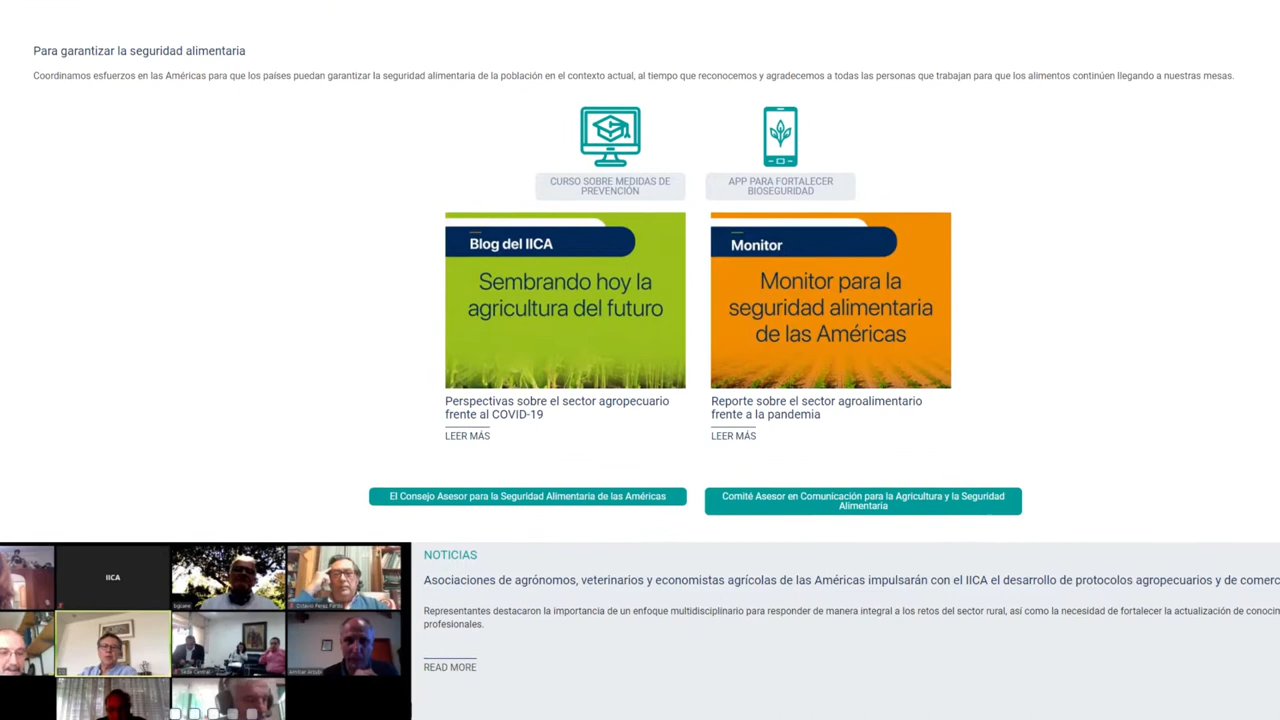 Para garantizar la seguridad alimentaria
Coordinamos esfuerzos en las Américas para que los países puedan garantizar la seguridad alimentaria de la población en el contexto actual, al tiempo que reconocemos y agradecemos a todas las personas que trabajan para que los alimentos continúen llegando a nuestras mesas.
CURSO SOBRE MEDIDAS DE
PREVENCIÓN
APP PARA FORTALECER
BIOSEGURIDAD
Blog del IICA
Sembrando hoy la
agricultura del futuro
Monitor
Monitor para la
seguridad alimentaria
de las Américas
Perspectivas sobre el sector agropecuario
frente al COVID-19
LEER MÁS
Reporte sobre el sector agroalimentario
frente a la pandemia
LEER MÁS
El Consejo Asesor para la Seguridad Alimentaria de las Américas
Comité Asesor en Comunicación para la Agricultura y la Seguridad
Alimentaria
NOTICIAS
Asociaciones de agrónomos, veterinarios y economistas agrícolas de las Américas impulsarán con el IICA el desarrollo de protocolos agropecuarios y de comerc
Representantes destacaron la importancia de un enfoque multidisciplinario para responder de manera integral a los retos del sector rural, así como la necesidad de fortalecer la actualización de conocin
profesionales.
READ MORE
IICA
Sede Central